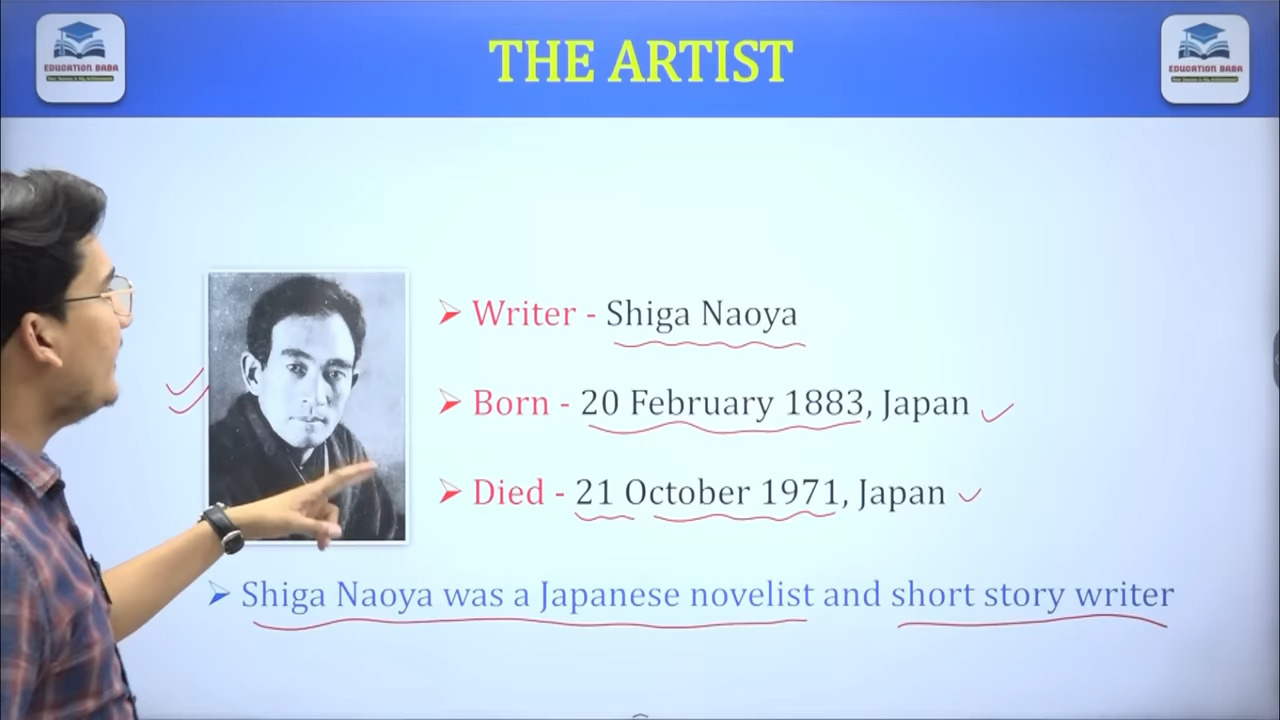 EDUCATION BABA
THE ARTIST
EDUCATION BABA
Writer - Shiga Naoya
Born - 20 February 1883, Japan
Died - 21 October 1971, Japan
Shiga Naoya was a Japanese novelist and short story writer